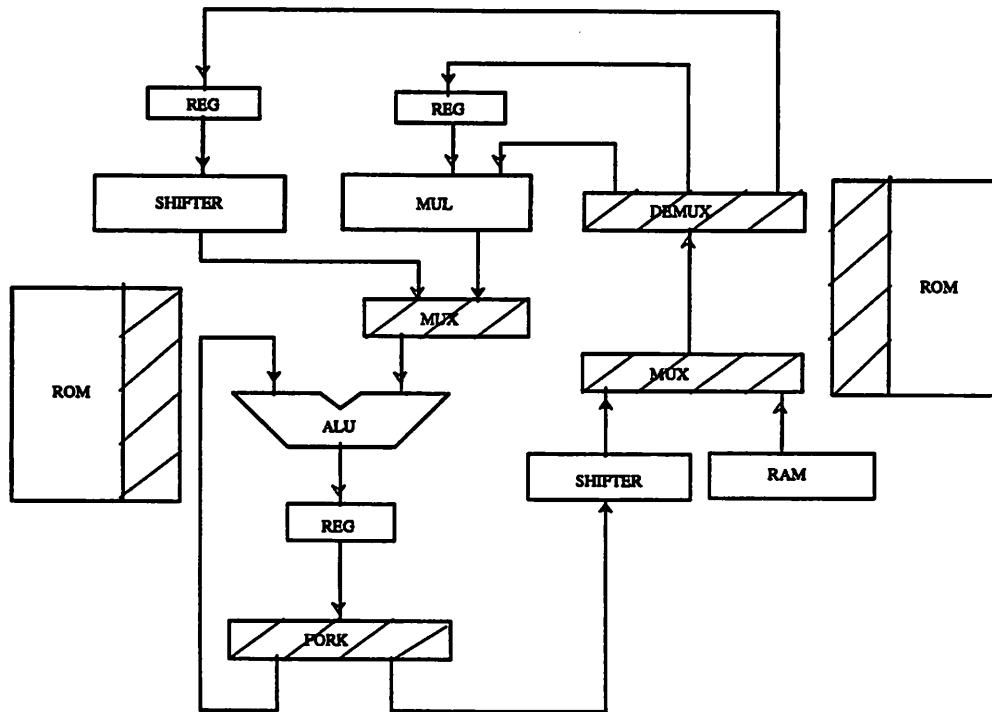 REG
REG
SHIFTER
MUL
DEMUX
ROM
MUX
ROM
MUX
ALU
SHIFTER
RAM
REG
FORK